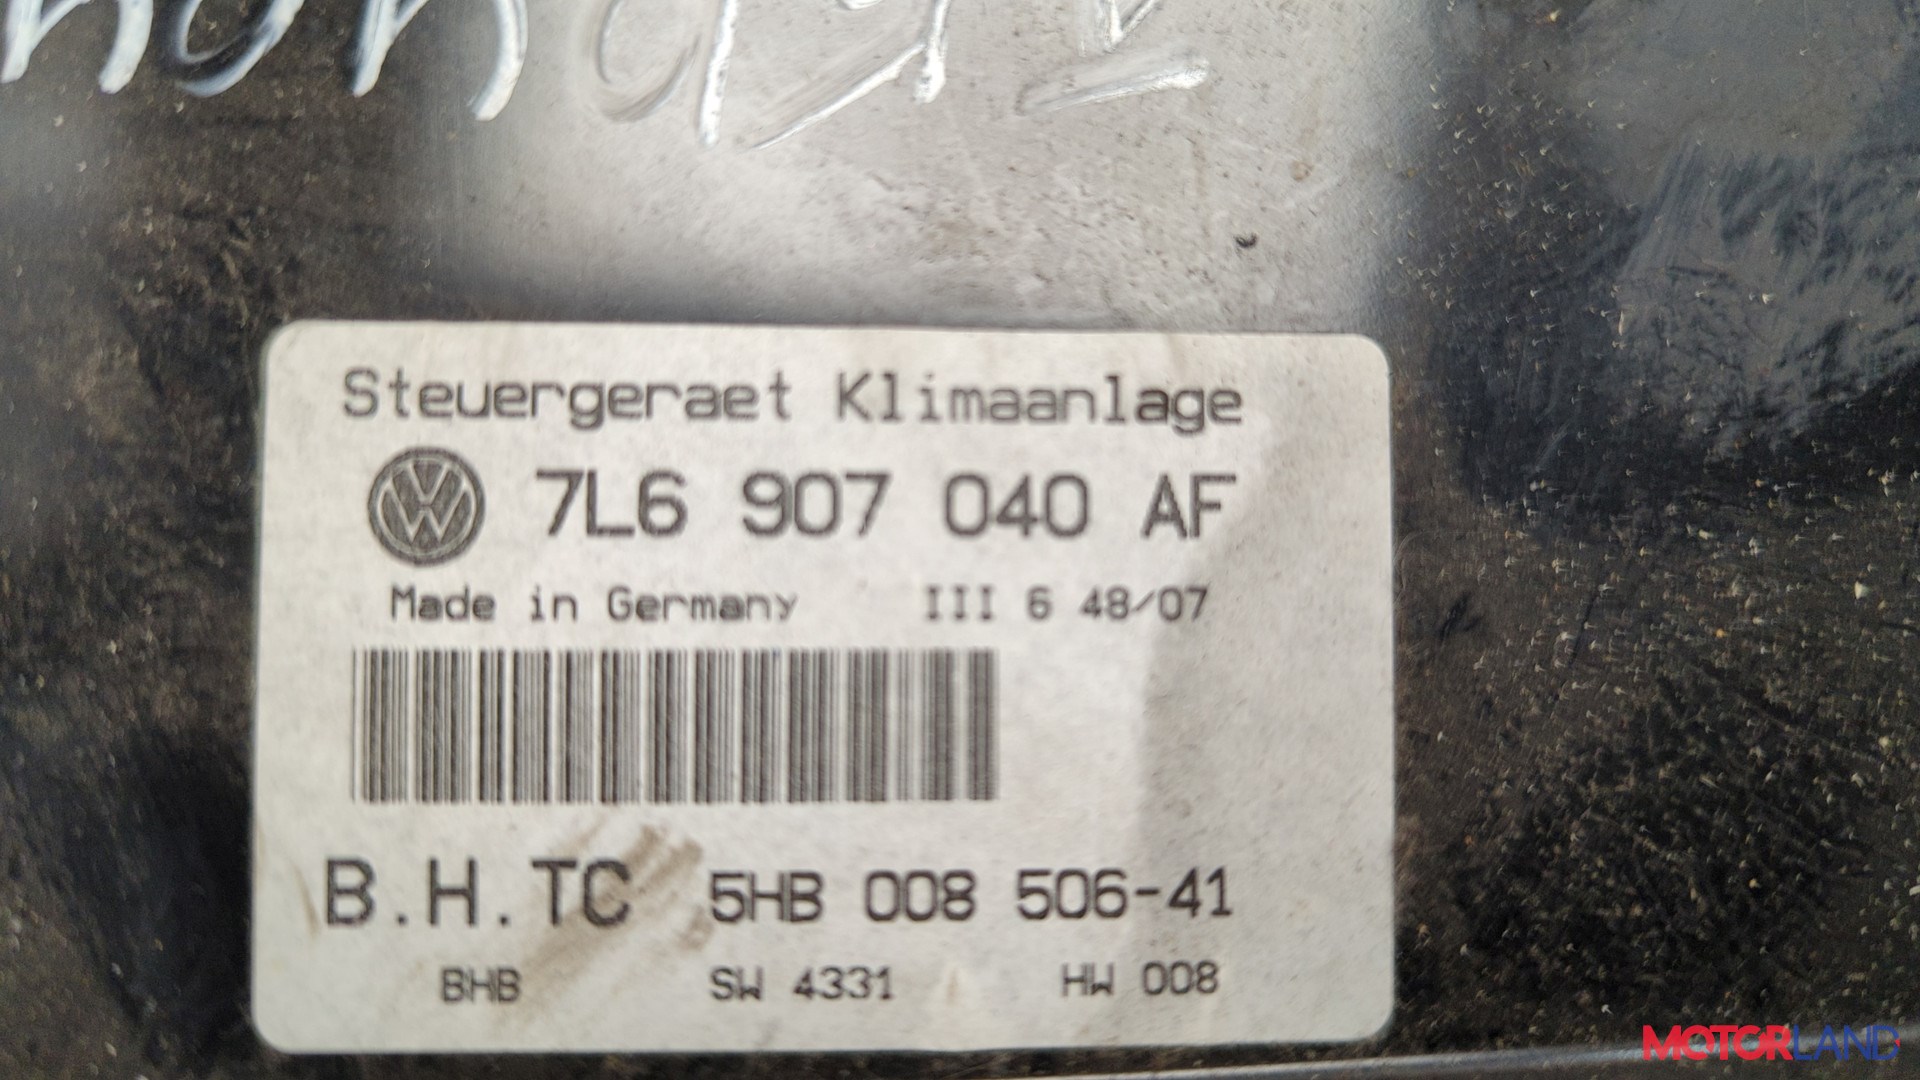 Steuergeraet Klimaanlage
7L6 907 040 AF
Made in Germany III 6 48/07
B.H.TC 5HB 008 506-41
BHB SW 4331 HW 008
MOTORLAND